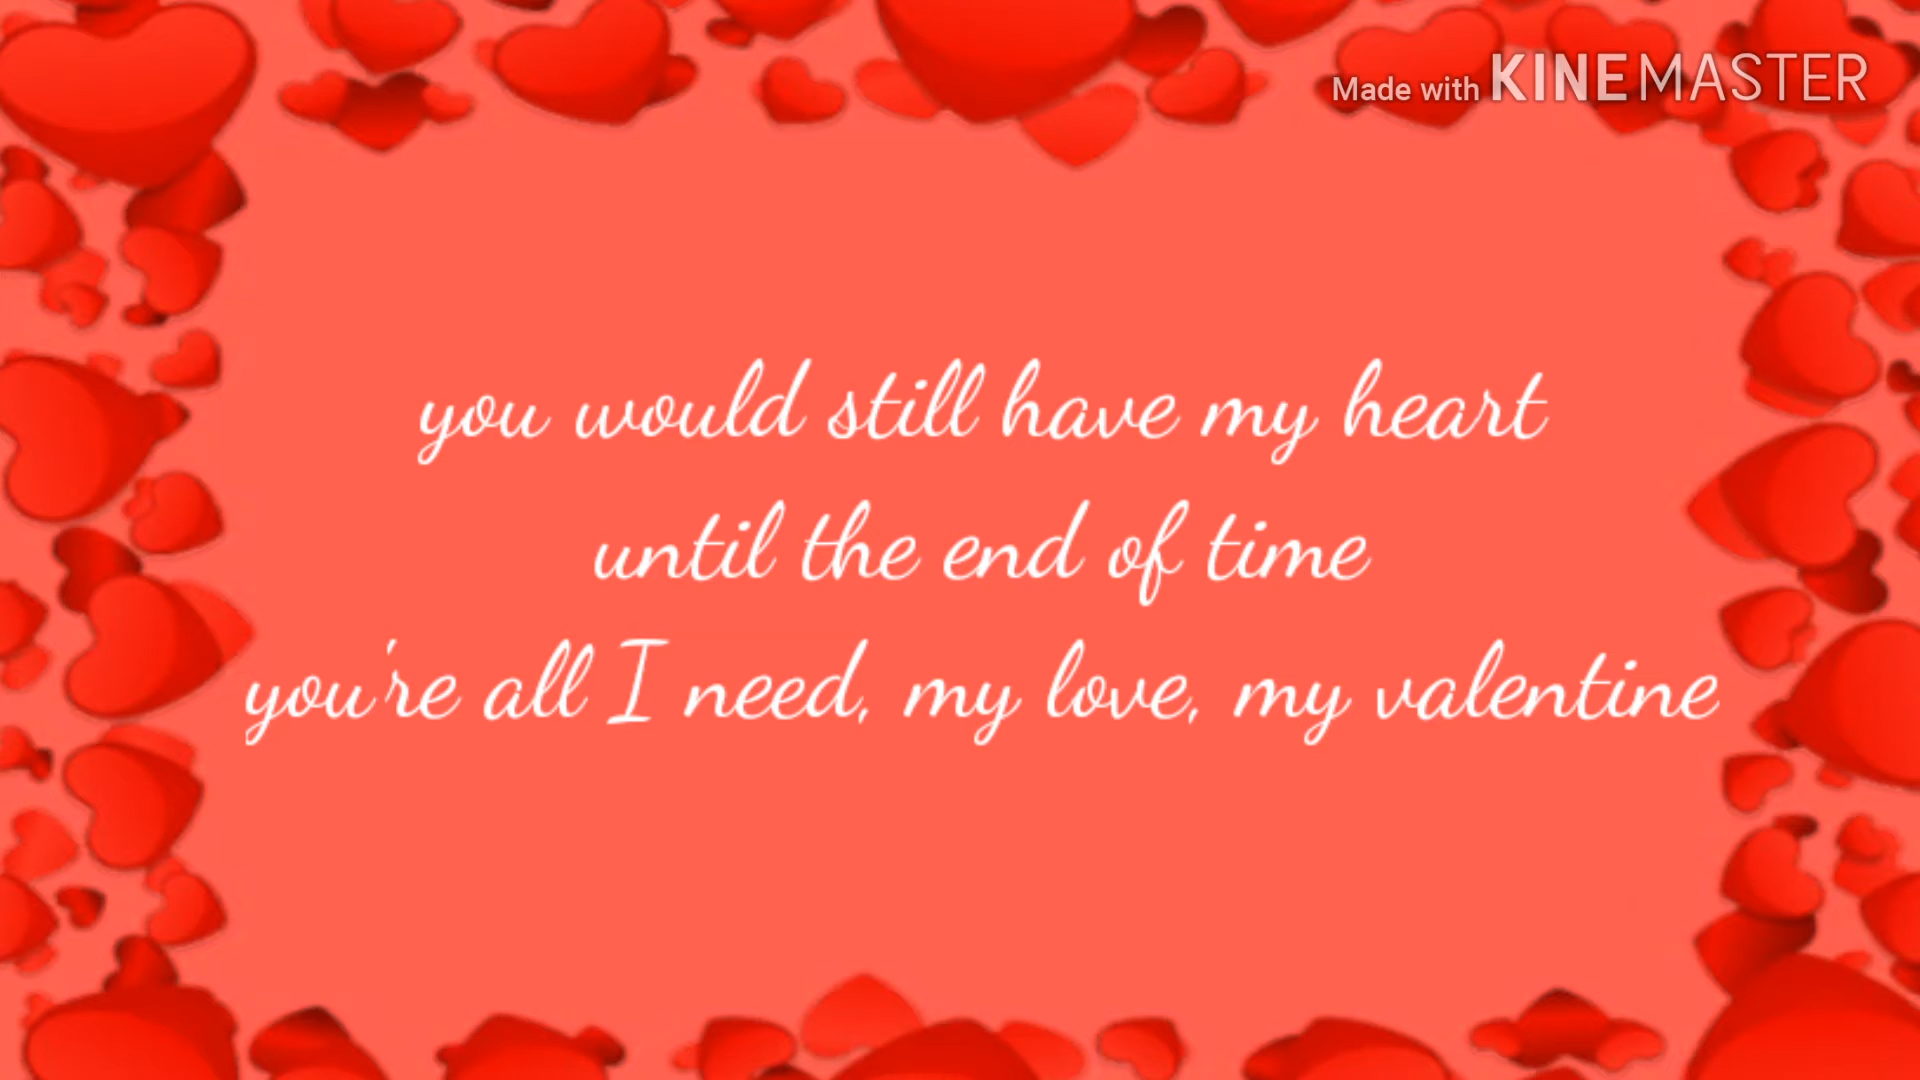 Made with KINEMASTER
you would still have my heart
until the end of time
you're all I need, my love, my valentine